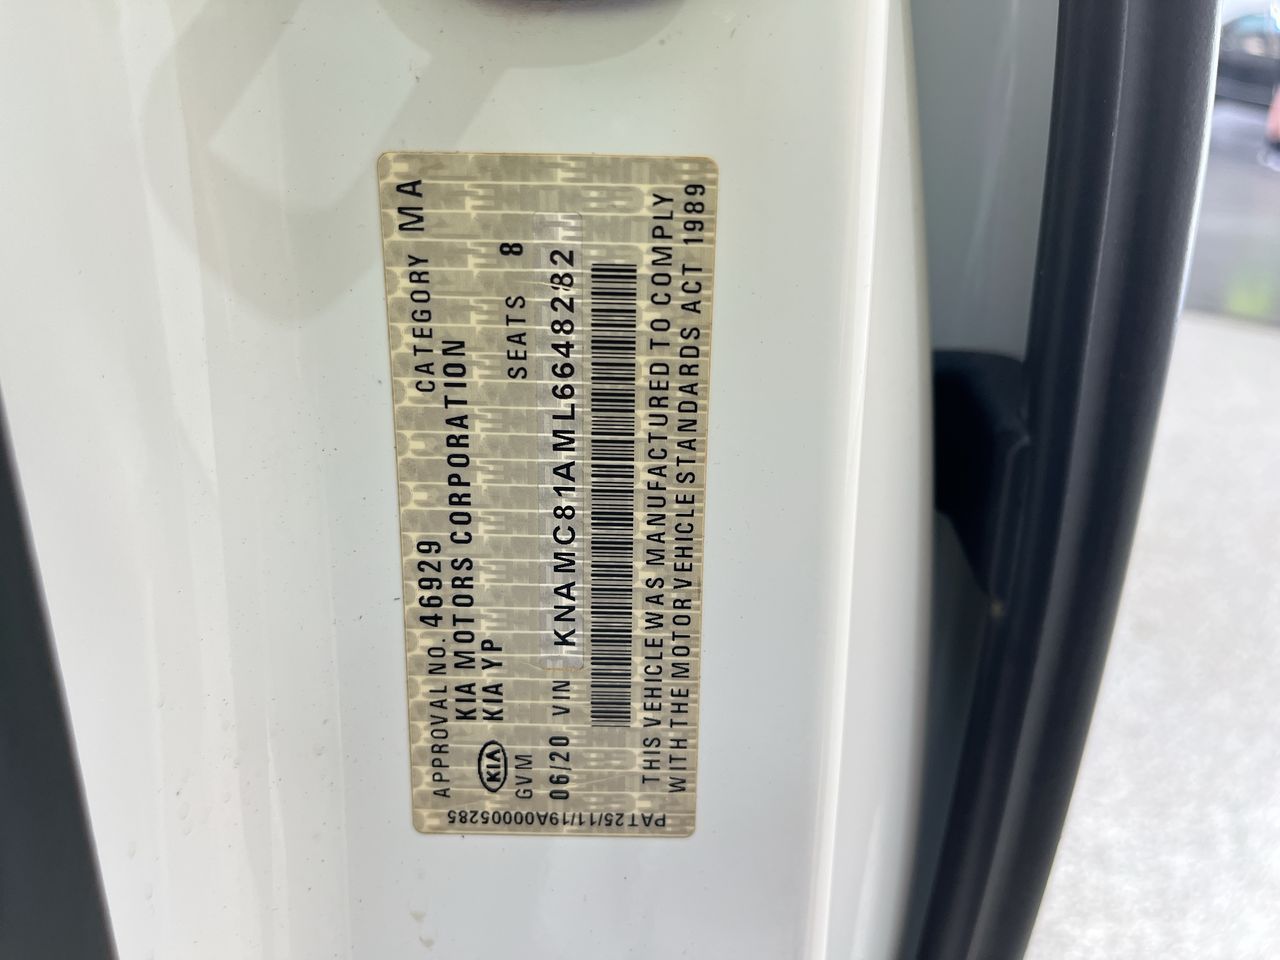 APPROVAL NO. 46929 CATEGORY MA
KIA MOTORS CORPORATION
KIA YP
KIA
GVM SEATS 8
06/20 VIN KNAMC81AML6648282
THIS VEHICLE WAS MANUFACTURED TO COMPLY
WITH THE MOTOR VEHICLE STANDARDS ACT 1989
PAT25/11/19A00005285